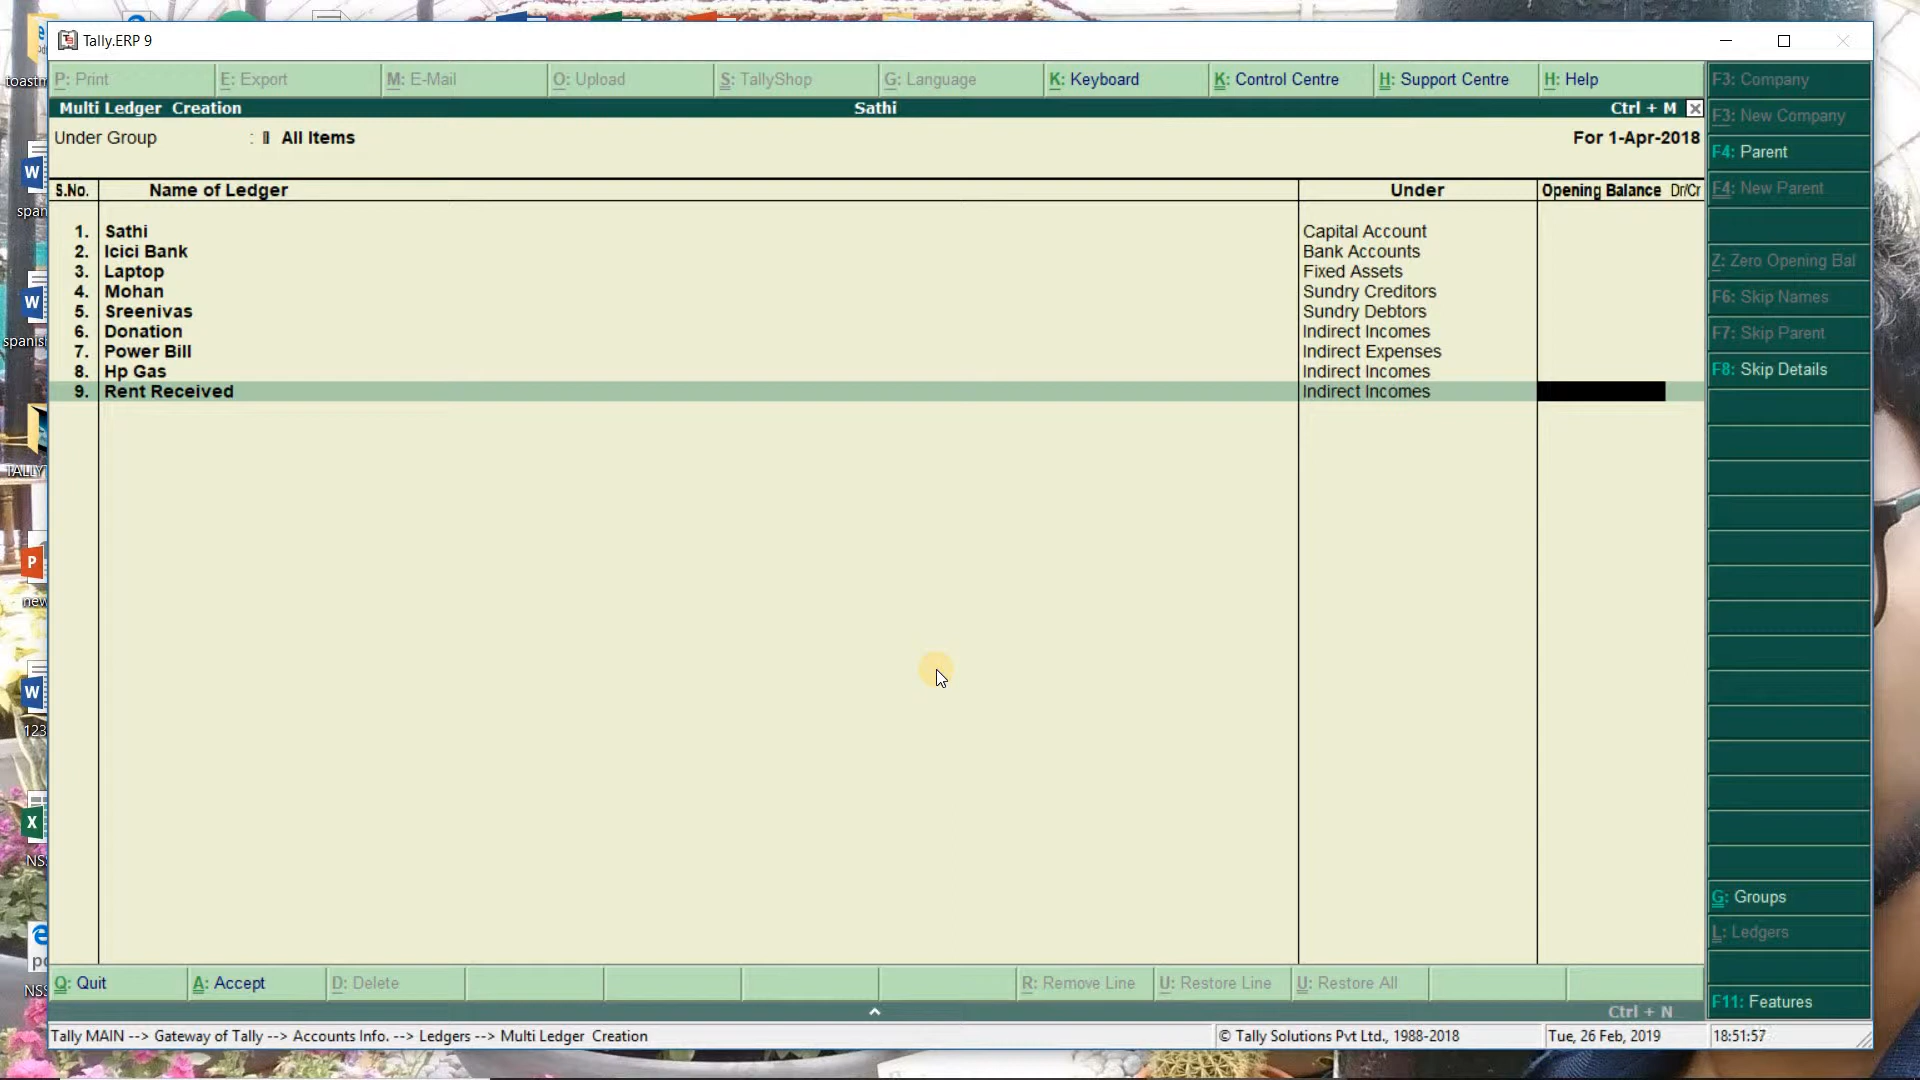 Tally.ERP 9
P: Print E: Export M: E-Mail O: Upload S: TallyShop G: Language K: Keyboard K: Control Centre H: Support Centre H: Help
Multi Ledger Creation Sathi Ctrl + M
Under Group : All Items For 1-Apr-2018
S.No. Name of Ledger Under Opening Balance Dr/Cr
1. Sathi Capital Account
2. Icici Bank Bank Accounts
3. Laptop Fixed Assets
4. Mohan Sundry Creditors
5. Sreenivas Sundry Debtors
6. Donation Indirect Incomes
7. Power Bill Indirect Expenses
8. Hp Gas Indirect Incomes
9. Rent Received Indirect Incomes
F3: Company
F3: New Company
F4: Parent
F4: New Parent
Z: Zero Opening Bal
F6: Skip Names
F7: Skip Parent
F8: Skip Details
G: Groups
L: Ledgers
F11: Features
Q: Quit A: Accept D: Delete R: Remove Line U: Restore Line U: Restore All
Ctrl + N
Tally MAIN --> Gateway of Tally --> Accounts Info. --> Ledgers --> Multi Ledger Creation © Tally Solutions Pvt Ltd., 1988-2018 Tue, 26 Feb, 2019 18:51:57